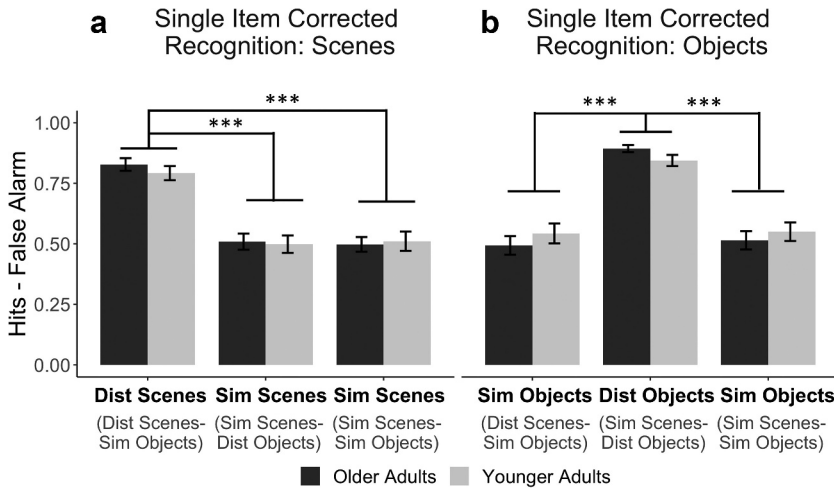 a
Single Item Corrected
Recognition: Scenes
b
Single Item Corrected
Recognition: Objects
Hits - False Alarm
1.00
0.75
0.50
0.25
0.00
***
***
***
***
Dist Scenes
(Dist Scenes-
Sim Objects)
Sim Scenes
(Sim Scenes-
Dist Objects)
Sim Scenes
(Sim Scenes-
Sim Objects)
Sim Objects
(Dist Scenes-
Sim Objects)
Dist Objects
(Sim Scenes-
Dist Objects)
Sim Objects
(Sim Scenes-
Sim Objects)
Older Adults
Younger Adults